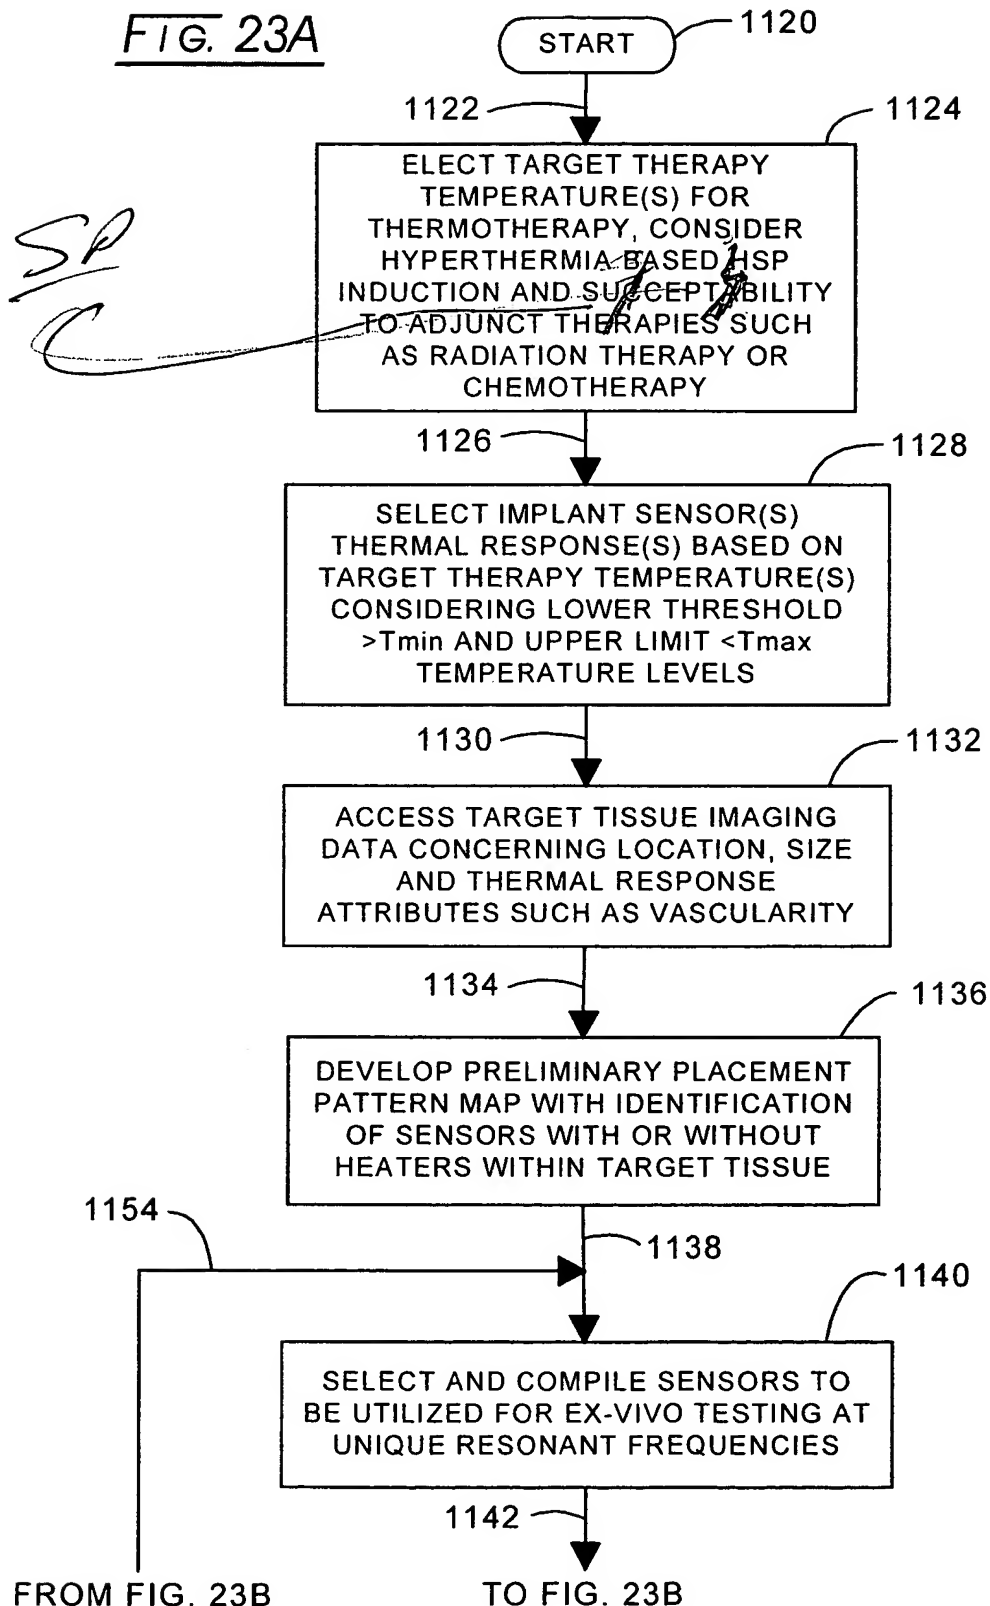 FIG. 23A
START
1120
1122
1124
ELECT TARGET THERAPY
TEMPERATURE(S) FOR
THERMOTHERAPY, CONSIDER
HYPERTHERMIA BASED HSP
INDUCTION AND SUCCEPTABILITY
TO ADJUNCT THERAPIES SUCH
AS RADIATION THERAPY OR
CHEMOTHERAPY
SP
1126
1128
SELECT IMPLANT SENSOR(S)
THERMAL RESPONSE(S) BASED ON
TARGET THERAPY TEMPERATURE(S)
CONSIDERING LOWER THRESHOLD
>Tmin AND UPPER LIMIT <Tmax
TEMPERATURE LEVELS
1130
1132
ACCESS TARGET TISSUE IMAGING
DATA CONCERNING LOCATION, SIZE
AND THERMAL RESPONSE
ATTRIBUTES SUCH AS VASCULARITY
1134
1136
DEVELOP PRELIMINARY PLACEMENT
PATTERN MAP WITH IDENTIFICATION
OF SENSORS WITH OR WITHOUT
HEATERS WITHIN TARGET TISSUE
1154
1138
1140
SELECT AND COMPILE SENSORS TO
BE UTILIZED FOR EX-VIVO TESTING AT
UNIQUE RESONANT FREQUENCIES
1142
FROM FIG. 23B
TO FIG. 23B